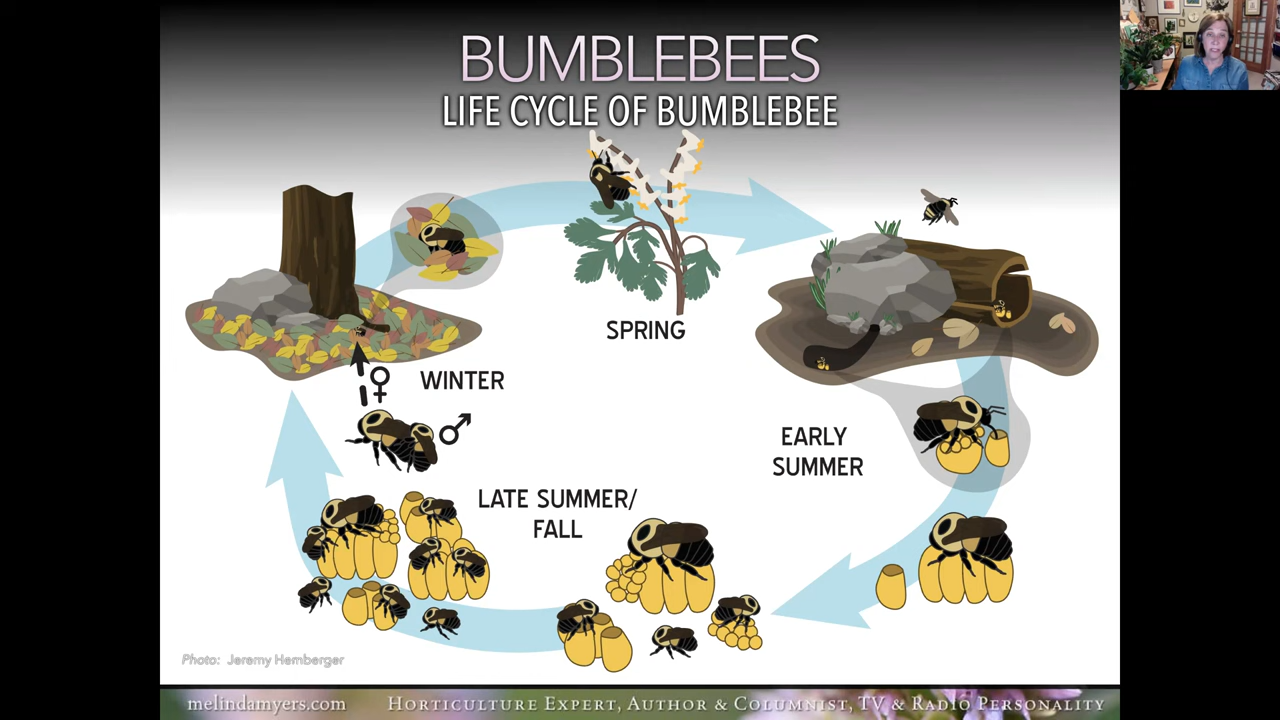 BUMBLEBEES
LIFE CYCLE OF BUMBLEBEE
SPRING
WINTER
EARLY
SUMMER
LATE SUMMER/
FALL
Photo: Jeremy Hemberger
melindamyers.com
HORTICULTURE EXPERT, AUTHOR & COLUMNIST, TV & RADIO PERSONALITY